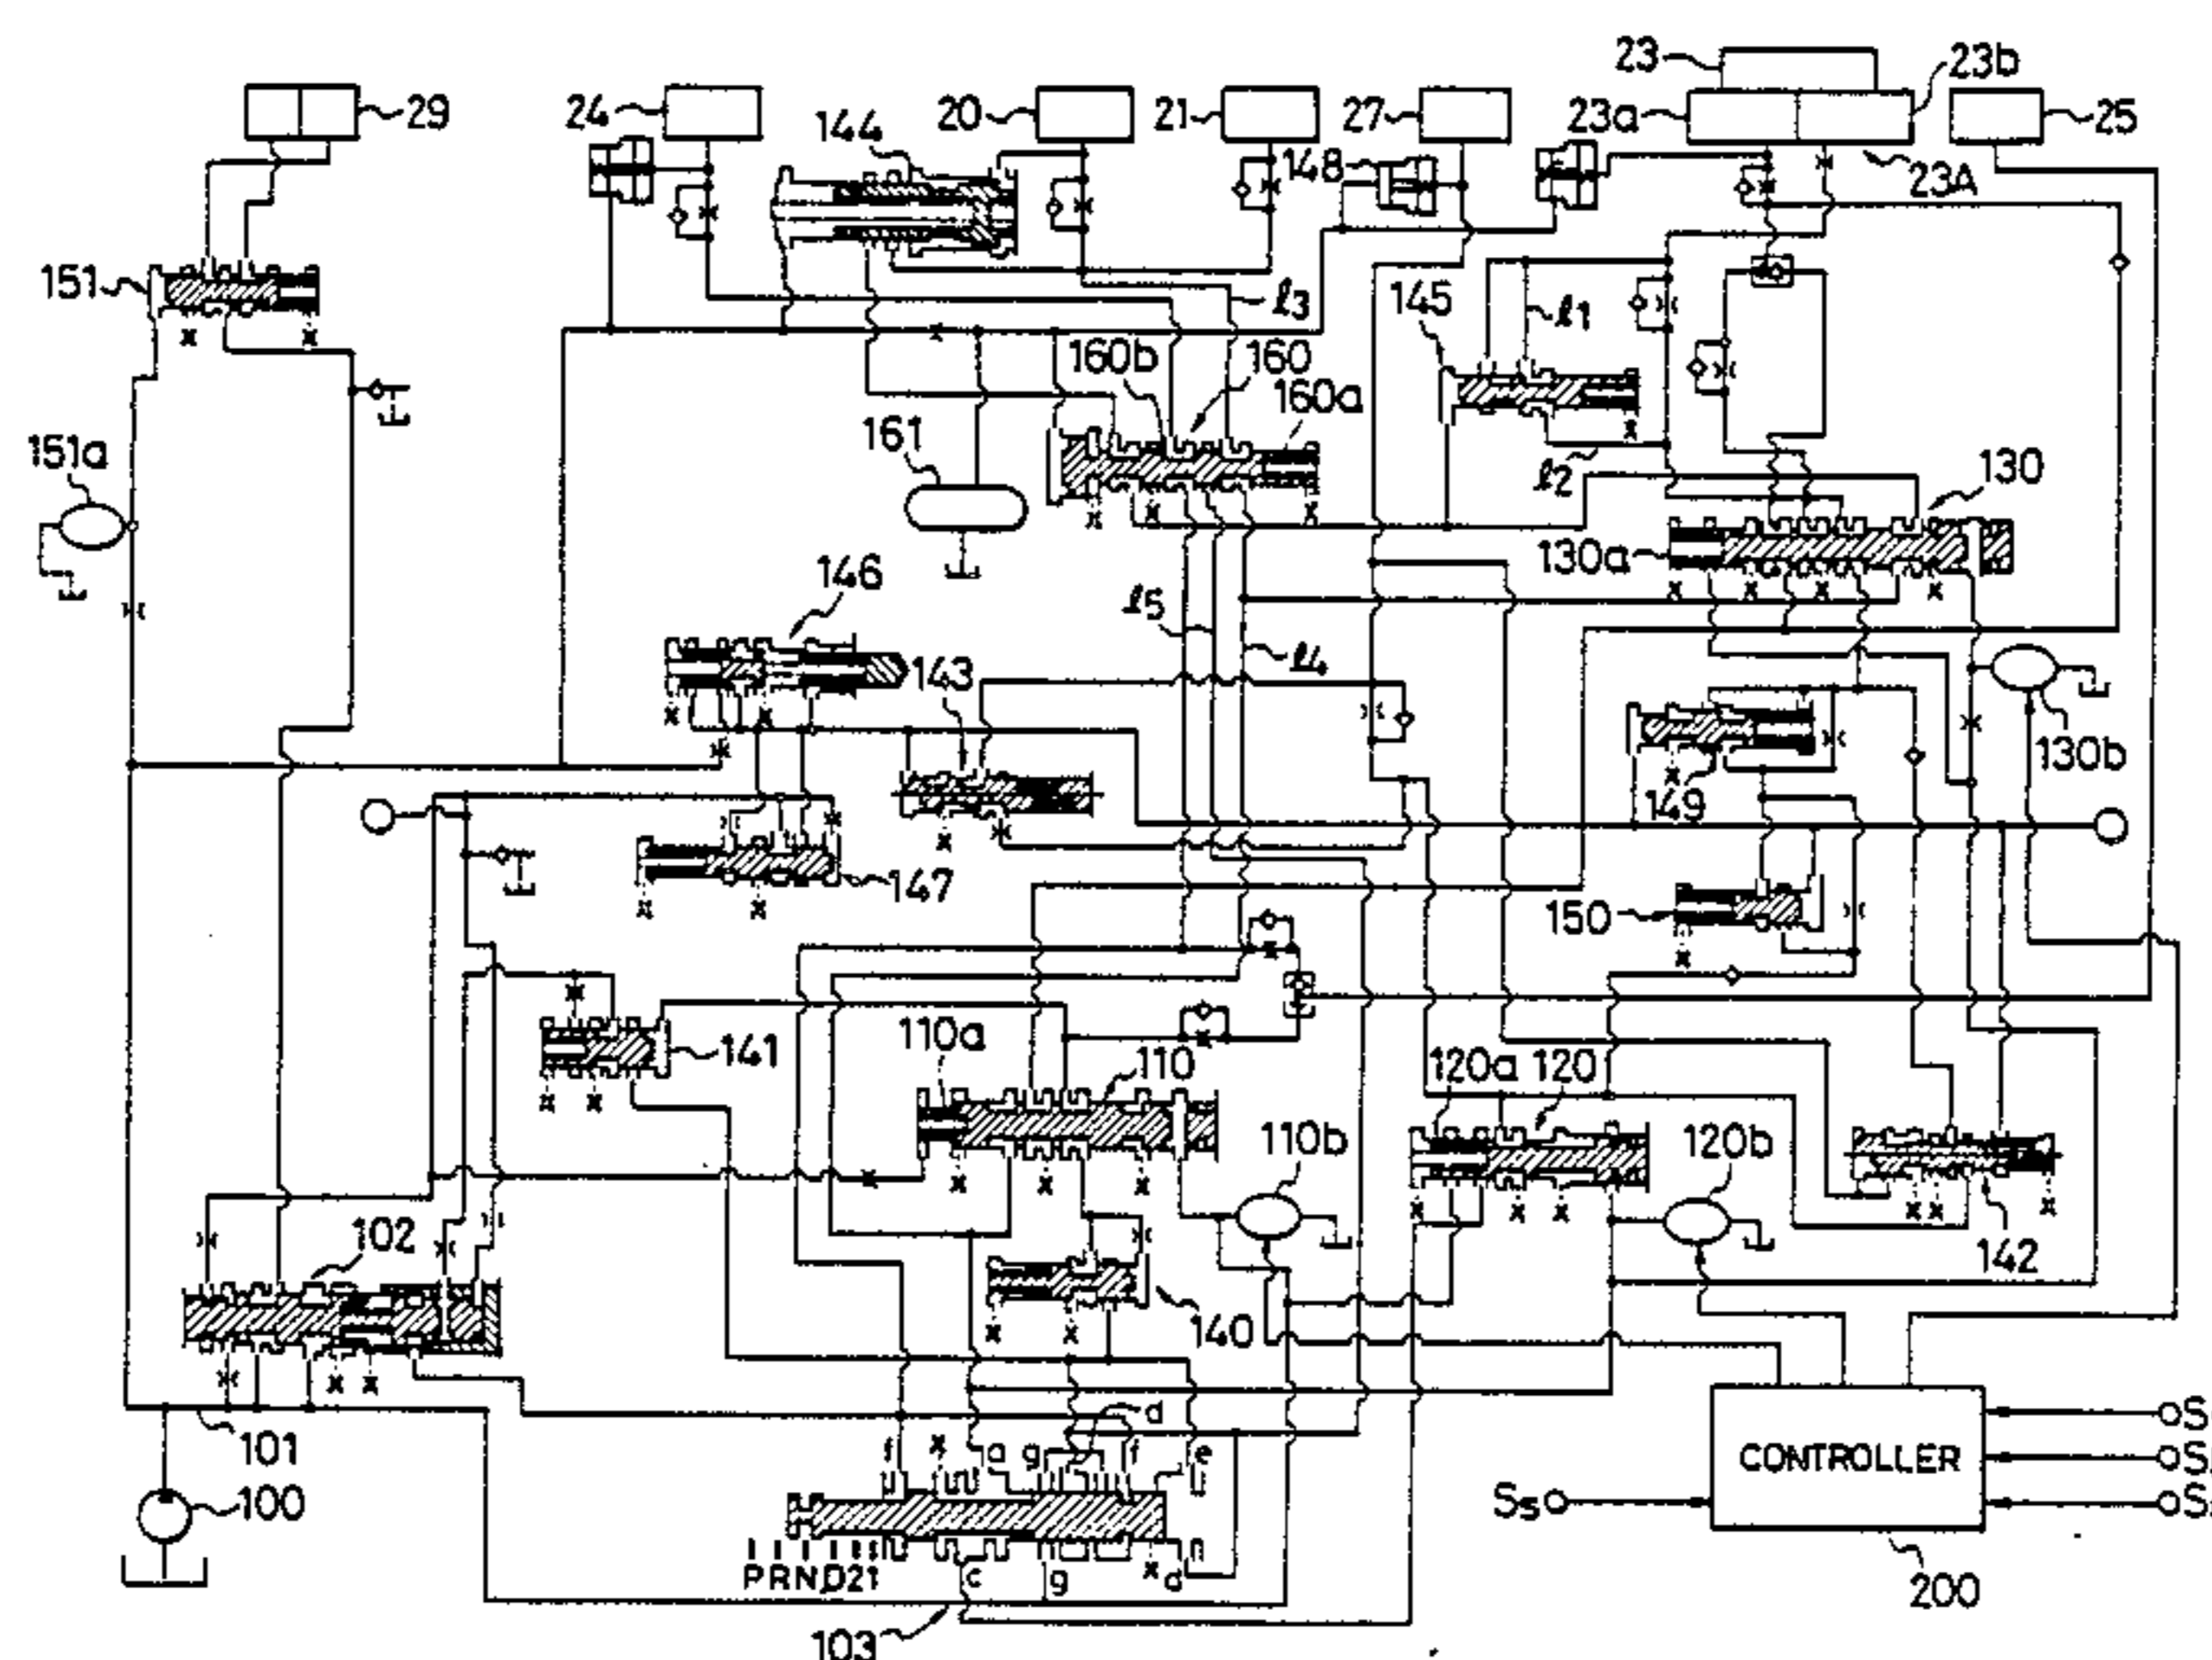 23
23b
29
24
144
20
21
27
23a
25
148
23A
151
ℓ3
145
ℓ1
160b
160
160a
151a
161
ℓ2
130
130a
146
ℓ5
ℓ4
143
130b
149
147
150
110a
110
141
120a 120
110b
120b
102
142
140
101
f
a
g
d
f
e
CONTROLLER
S
S
S
S5
100
PRND21
c
g
a
200
103